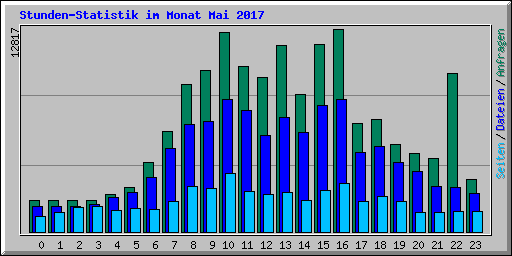 Stunden-Statistik im Monat Mai 2017
12817
Seiten / Dateien / Anfragen
0 1 2 3 4 5 6 7 8 9 10 11 12 13 14 15 16 17 18 19 20 21 22 23